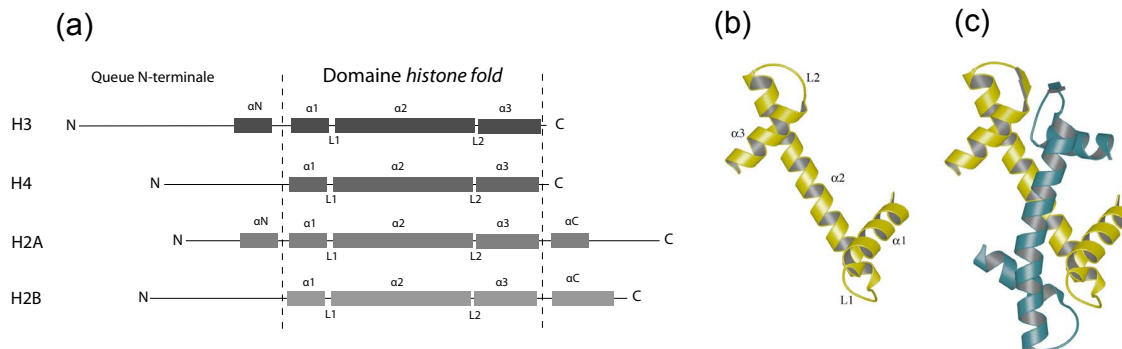 (a)
(b)
(c)
Queue N-terminale
Domaine histone fold
αN
α1
α2
α3
H3
N
C
L1
L2
α1
α2
α3
H4
N
C
L1
L2
αN
α1
α2
α3
αC
H2A
N
C
L1
L2
α1
α2
α3
αC
H2B
N
C
L1
L2
L2
α3
α2
α1
L1